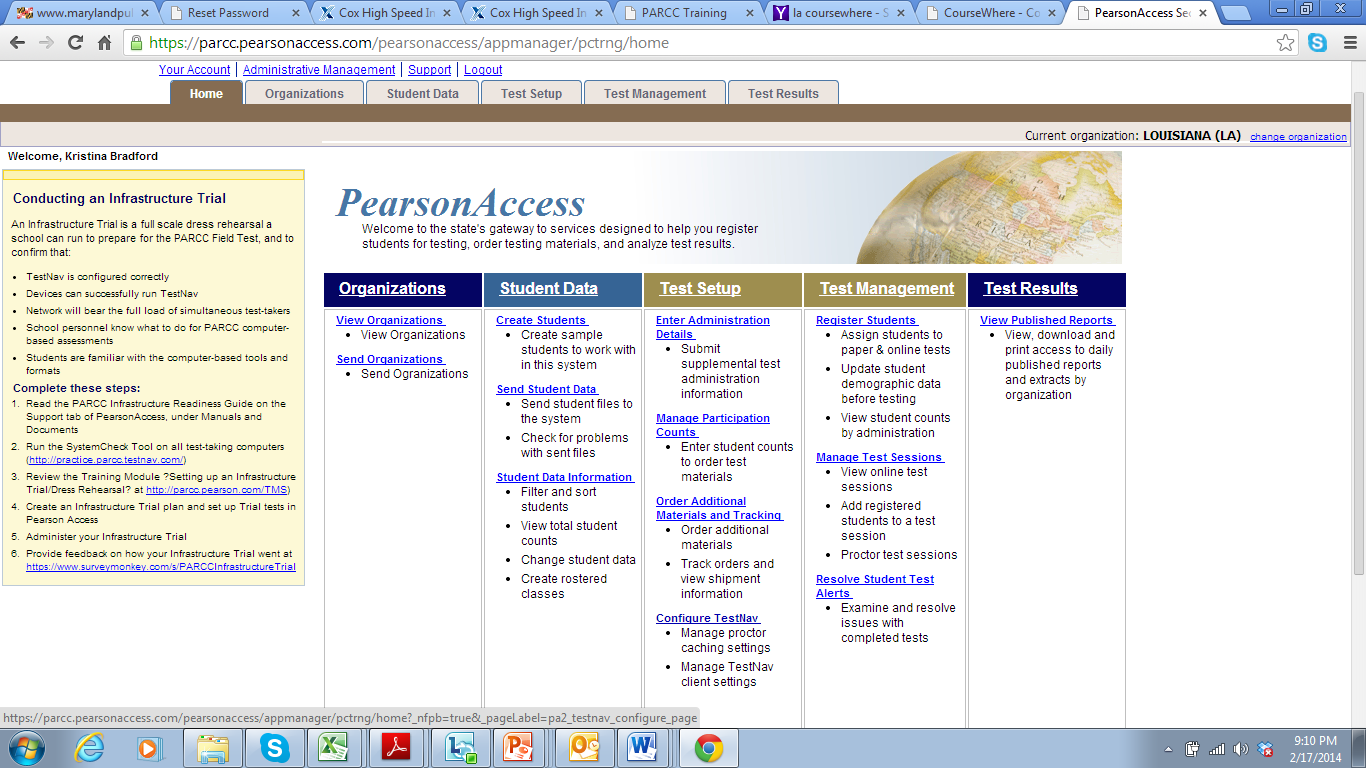 www.marylandpul
Reset Password
Cox High Speed In
Cox High Speed In
PARCC Training
la coursewhere - S
CourseWhere - Co
PearsonAccess Se
https://parcc.pearsonaccess.com/pearsonaccess/appmanager/pctrng/home
Your Account | Administrative Management | Support | Logout
Home Organizations Student Data Test Setup Test Management Test Results
Current organization: LOUISIANA (LA) change organization
Welcome, Kristina Bradford
Conducting an Infrastructure Trial
An Infrastructure Trial is a full scale dress rehearsal a
school can run to prepare for the PARCC Field Test, and to
confirm that:
• TestNav is configured correctly
• Devices can successfully run TestNav
• Network will bear the full load of simultaneous test-takers
• School personnel know what to do for PARCC computer-
based assessments
• Students are familiar with the computer-based tools and
formats
Complete these steps:
1. Read the PARCC Infrastructure Readiness Guide on the
Support tab of PearsonAccess, under Manuals and
Documents
2. Run the SystemCheck Tool on all test-taking computers
(http://practice.parcc.testnav.com/)
3. Review the Training Module ?Setting up an Infrastructure
Trial/Dress Rehearsal? at http://parcc.pearson.com/TMS)
4. Create an Infrastructure Trial plan and set up Trial tests in
Pearson Access
5. Administer your Infrastructure Trial
6. Provide feedback on how your Infrastructure Trial went at
https://www.surveymonkey.com/s/PARCCInfrastructureTrial
PearsonAccess
Welcome to the state's gateway to services designed to help you register
students for testing, order testing materials, and analyze test results.
Organizations
View Organizations
• View Organizations
Send Organizations
• Send Ogranizations
Student Data
Create Students
• Create sample
students to work with
in this system
Send Student Data
• Send student files to
the system
• Check for problems
with sent files
Student Data Information
• Filter and sort
students
• View total student
counts
• Change student data
• Create rostered
classes
Test Setup
Enter Administration
Details
• Submit
supplemental test
administration
information
Manage Participation
Counts
• Enter student counts
to order test
materials
Order Additional
Materials and Tracking
• Order additional
materials
• Track orders and
view shipment
information
Configure TestNav
• Manage proctor
caching settings
• Manage TestNav
client settings
Test Management
Register Students
• Assign students to
paper & online tests
• Update student
demographic data
before testing
• View student counts
by administration
Manage Test Sessions
• View online test
sessions
• Add registered
students to a test
session
• Proctor test sessions
Resolve Student Test
Alerts
• Examine and resolve
issues with
completed tests
Test Results
View Published Reports
• View, download and
print access to daily
published reports
and extracts by
organization
https://parcc.pearsonaccess.com/pearsonaccess/appmanager/pctrng/home?_nfpb=true&_pageLabel=pa2_testnav_configure_page
9:10 PM
2/17/2014